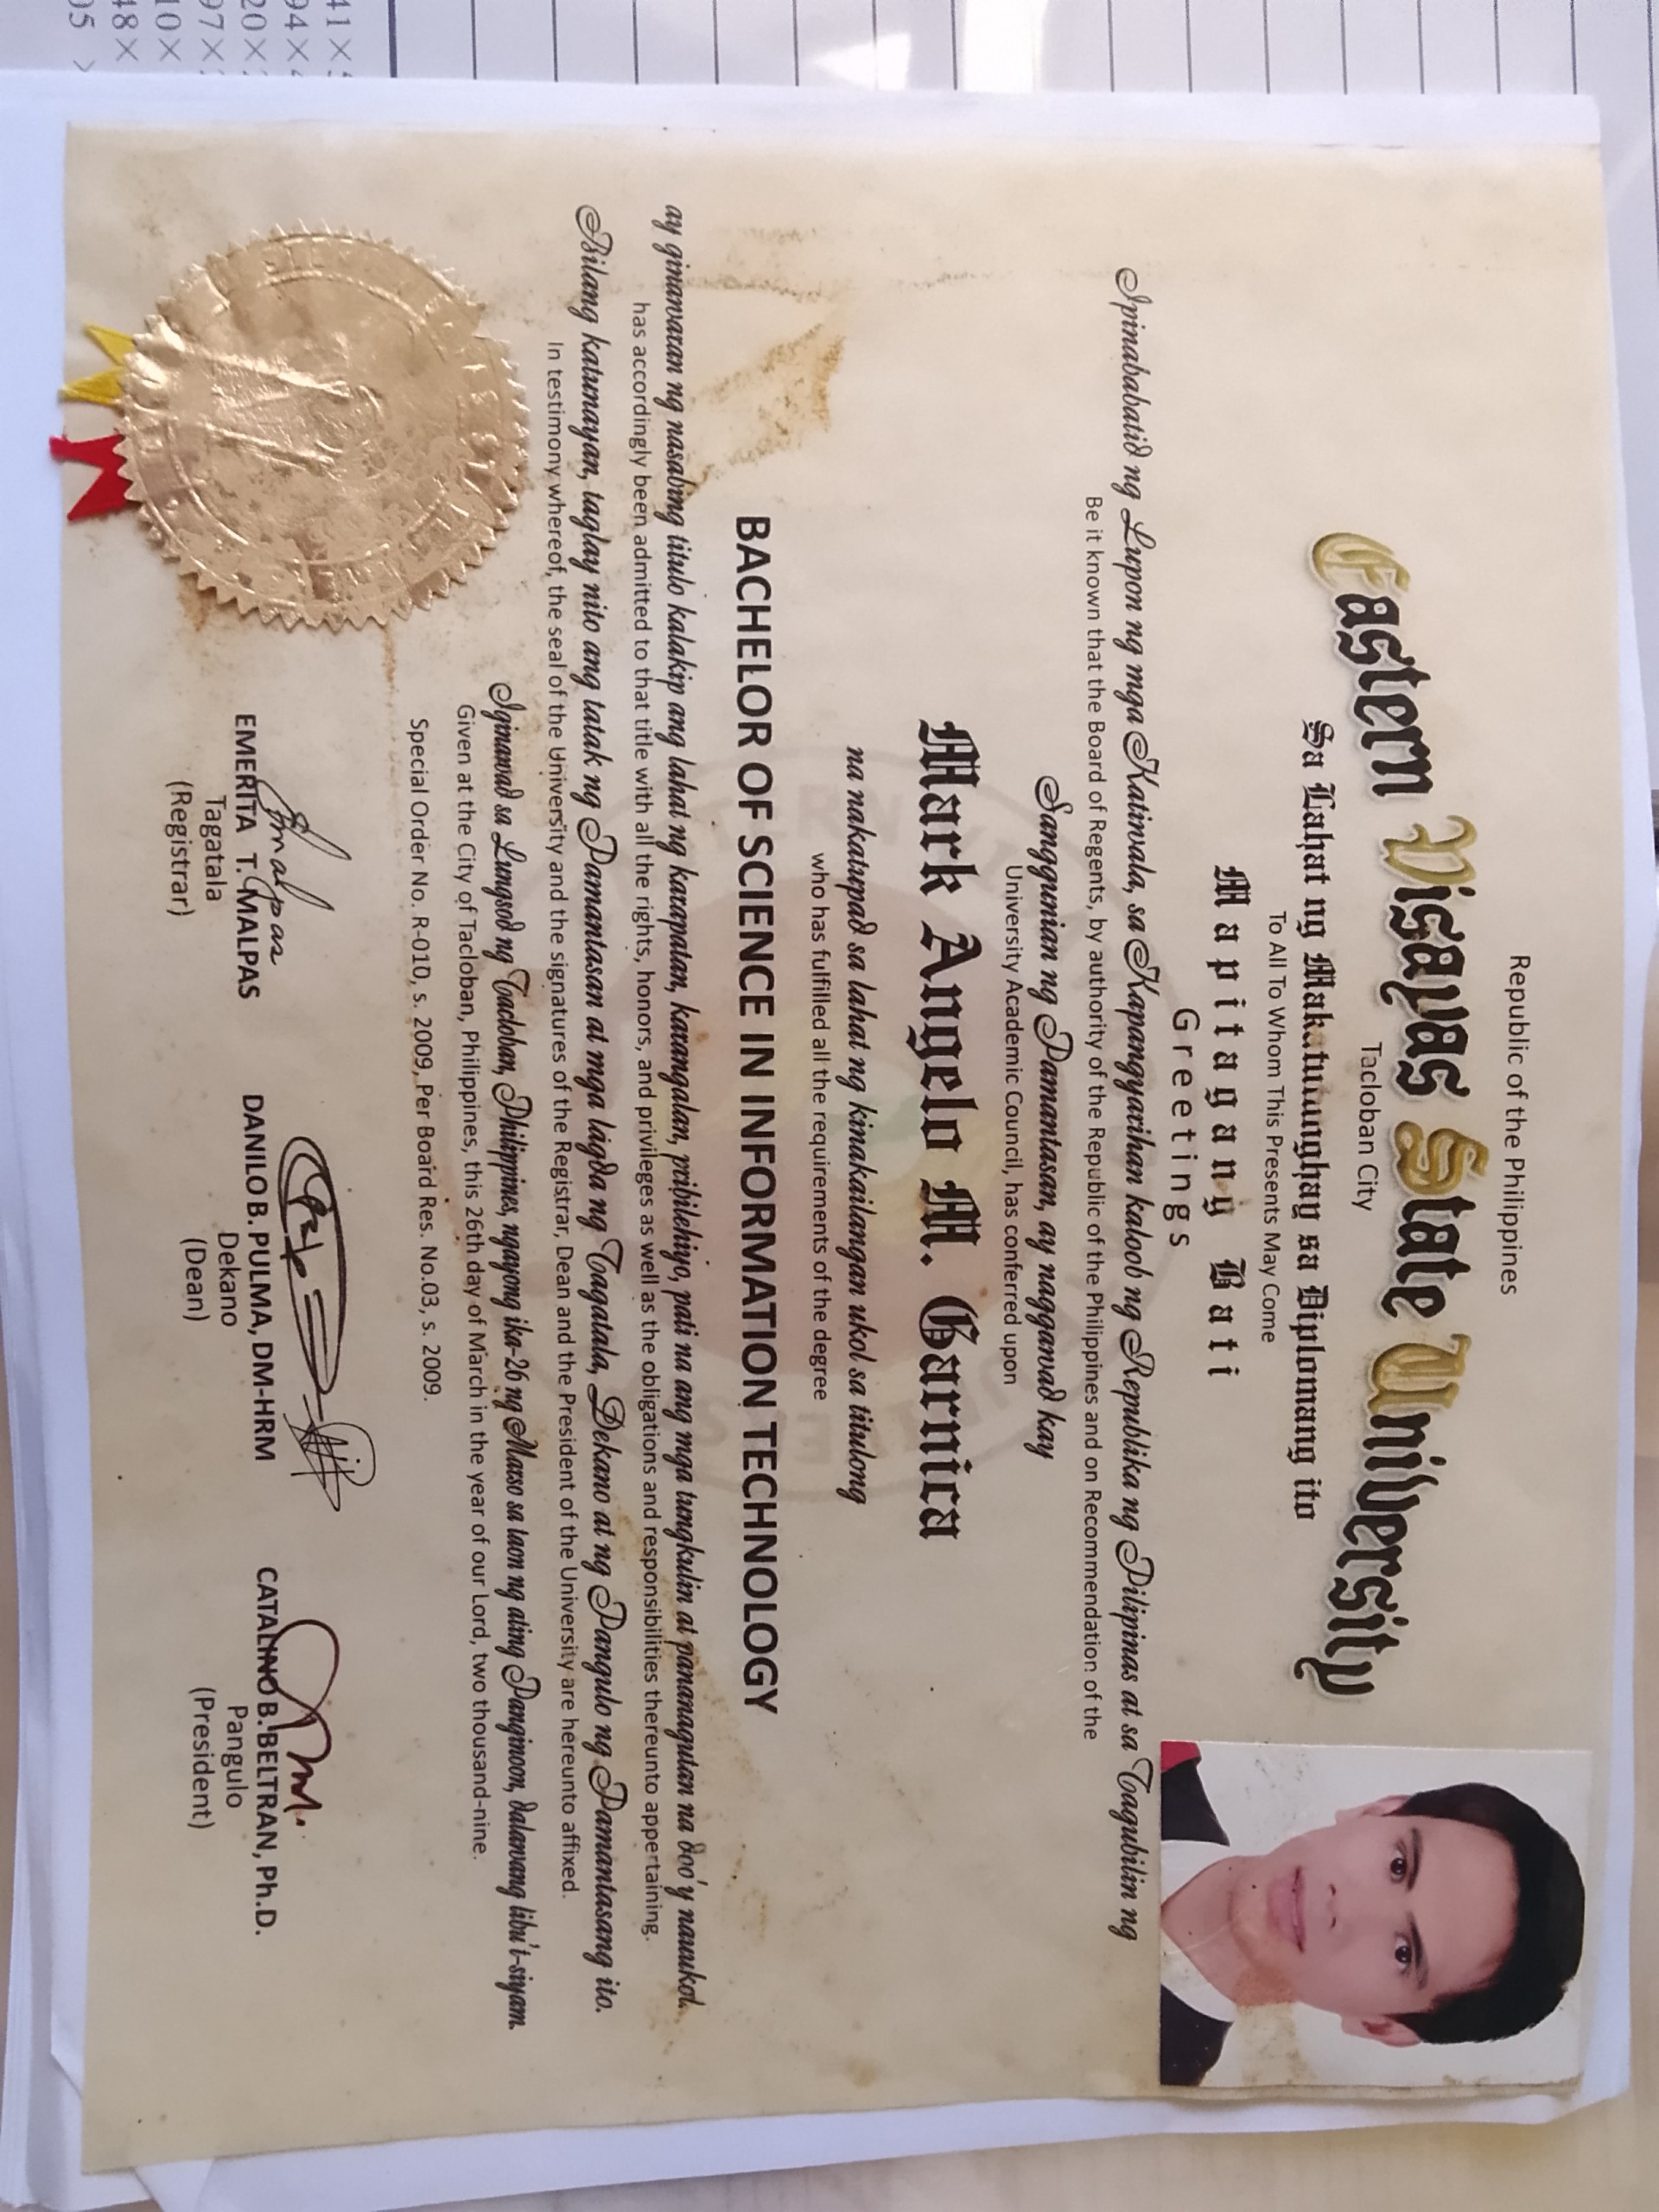 Republic of the Philippines
Eastern Visayas State University
Tacloban City
Sa Lahat ng Makatutunghay sa Diplomang ito
To All To Whom This Presents May Come
Mapitagang Bati
Greetings
Ipinababatid ng Lupon ng mga Katiwala, sa Kapangyarihan kaloob ng Republika ng Pilipinas at sa Tagubilin ng
Be it known that the Board of Regents, by authority of the Republic of the Philippines and on Recommendation of the
Sanggunian ng Pamantasan, ay naggawad kay
University Academic Council, has conferred upon
Mark Angelo M. Garnica
na nakatupad sa lahat ng kinakailangan ukol sa titulong
who has fulfilled all the requirements of the degree
BACHELOR OF SCIENCE IN INFORMATION TECHNOLOGY
ay ginawaran ng nasabing titulo kalakip ang lahat ng karapatan, karangalan, pribilehiyo, pati na ang mga tungkulin at pananagutan na doo'y nauukol.
has accordingly been admitted to that title with all the rights, honors, and privileges as well as the obligations and responsibilities thereunto appertaining.
Bilang katunayan, taglay nito ang tatak ng Pamantasan at mga lagda ng Tagatala, Dekano at ng Pangulo ng Pamantasang ito.
In testimony whereof, the seal of the University and the signatures of the Registrar, Dean and the President of the University are hereunto affixed.
Iginawad sa Lungsod ng Tacloban, Philippines, ngayong ika-26 ng Marso sa taon ng ating Panginoon, dalawang libu't-siyam.
Given at the City of Tacloban, Philippines, this 26th day of March in the year of our Lord, two thousand-nine.
Special Order No. R-010, s. 2009, Per Board Res. No.03, s. 2009.
EMERITA T. MALPAS
Tagatala
(Registrar)
DANILO B. PULMA, DM-HRM
Dekano
(Dean)
CATALINO B. BELTRAN, Ph.D.
Pangulo
(President)